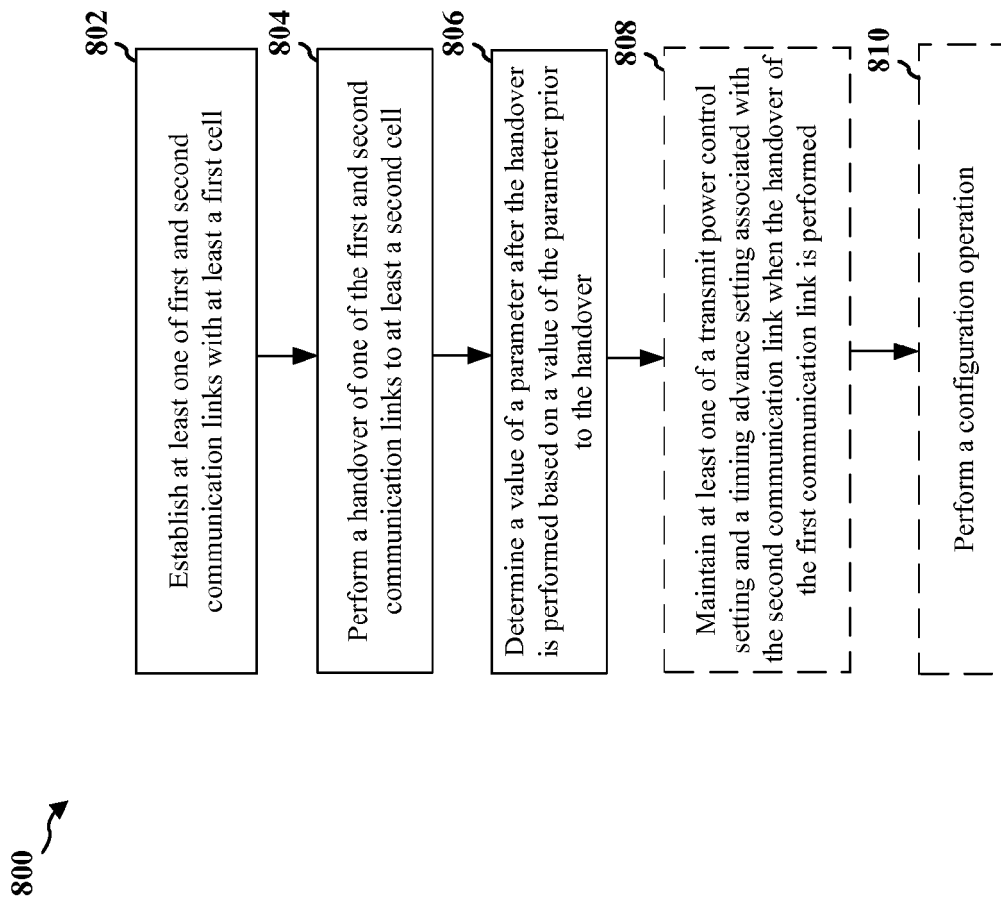 800
802
Establish at least one of first and second
communication links with at least a first cell
804
Perform a handover of one of the first and second
communication links to at least a second cell
806
Determine a value of a parameter after the handover
is performed based on a value of the parameter prior
to the handover
808
Maintain at least one of a transmit power control
setting and a timing advance setting associated with
the second communication link when the handover of
the first communication link is performed
810
Perform a configuration operation